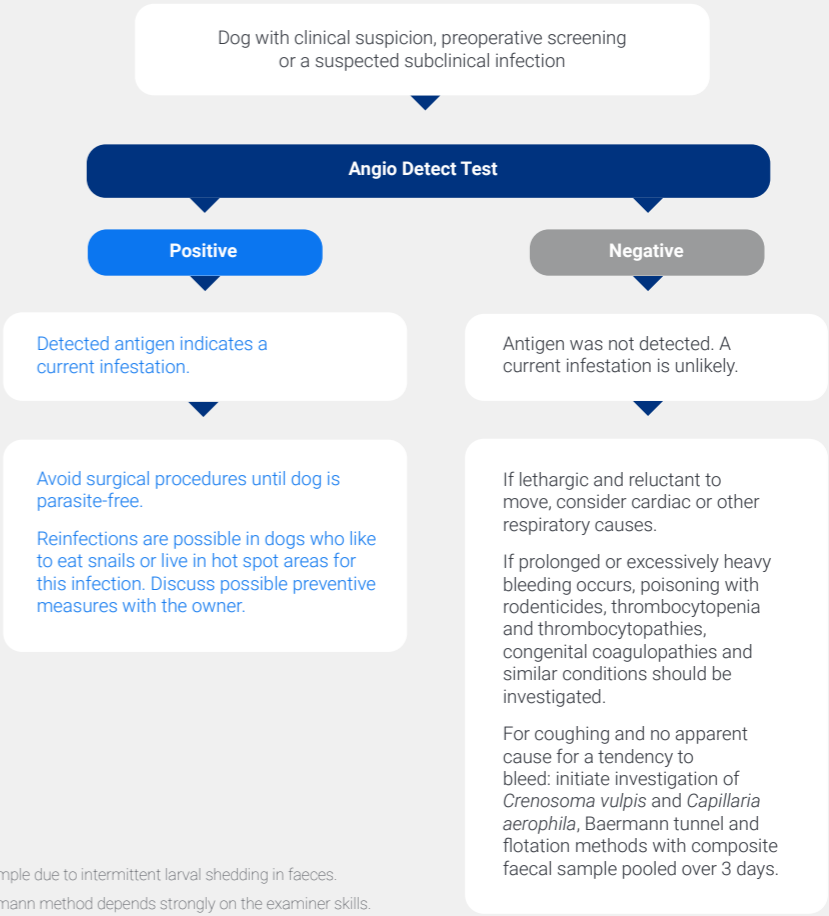 Dog with clinical suspicion, preoperative screening
or a suspected subclinical infection
Angio Detect Test
Positive
Negative
Detected antigen indicates a
current infestation.
Antigen was not detected. A
current infestation is unlikely.
Avoid surgical procedures until dog is
parasite-free.
Reinfections are possible in dogs who like
to eat snails or live in hot spot areas for
this infection. Discuss possible preventive
measures with the owner.
If lethargic and reluctant to
move, consider cardiac or other
respiratory causes.
If prolonged or excessively heavy
bleeding occurs, poisoning with
rodenticides, thrombocytopenia
and thrombocytopathies,
congenital coagulopathies and
similar conditions should be
investigated.
For coughing and no apparent
cause for a tendency to
bleed: initiate investigation of
Crenosoma vulpis and Capillaria
aerophila, Baermann tunnel and
flotation methods with composite
faecal sample pooled over 3 days.
mple due to intermittent larval shedding in faeces.
mann method depends strongly on the examiner skills.